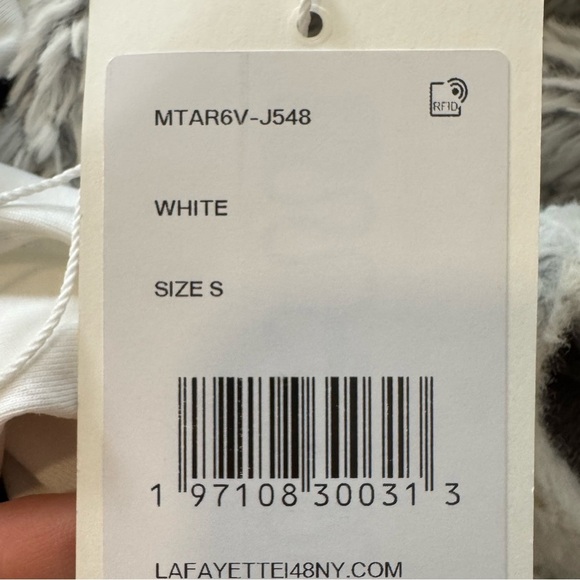 MTAR6V-J548
RFID
WHITE
SIZE S
1 97108 30031 3
LAFAYETTE148NY.COM